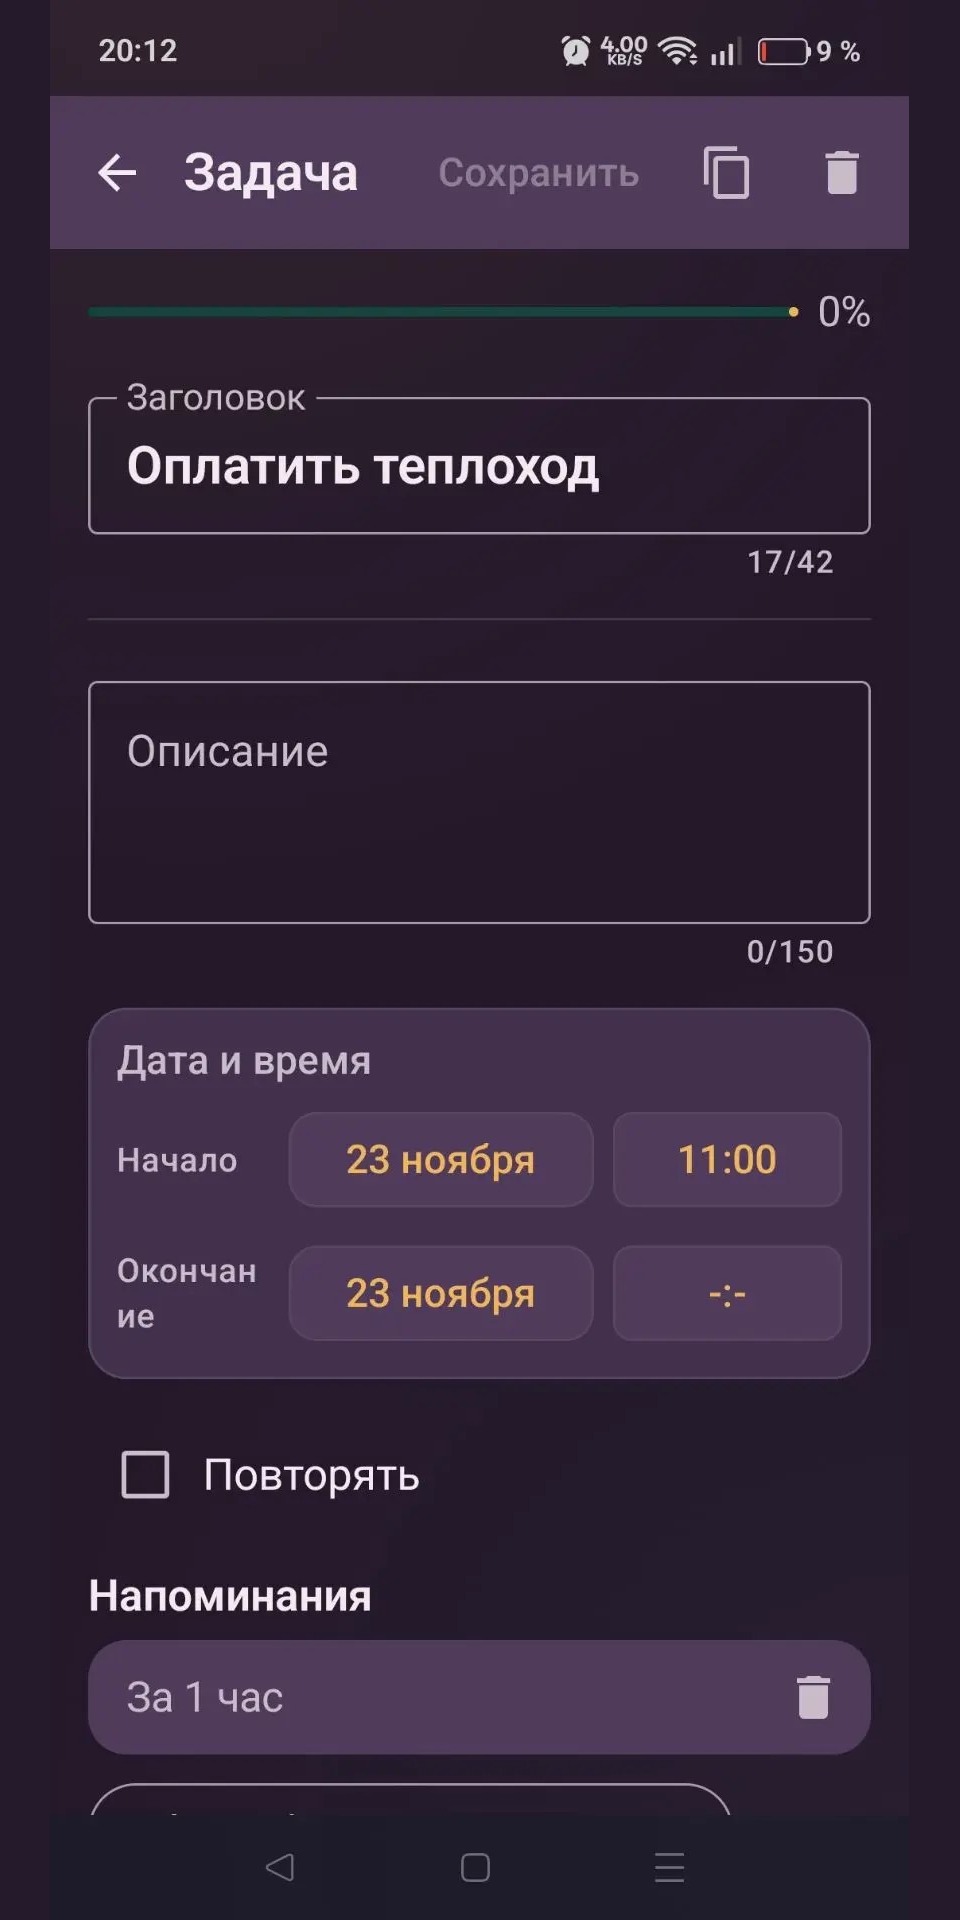 20:12
4.00 KB/S
9 %
Задача
Сохранить
0%
Заголовок
Оплатить теплоход
17/42
Описание
0/150
Дата и время
Начало
23 ноября
11:00
Окончан
ие
23 ноября
-:-
Повторять
Напоминания
За 1 час